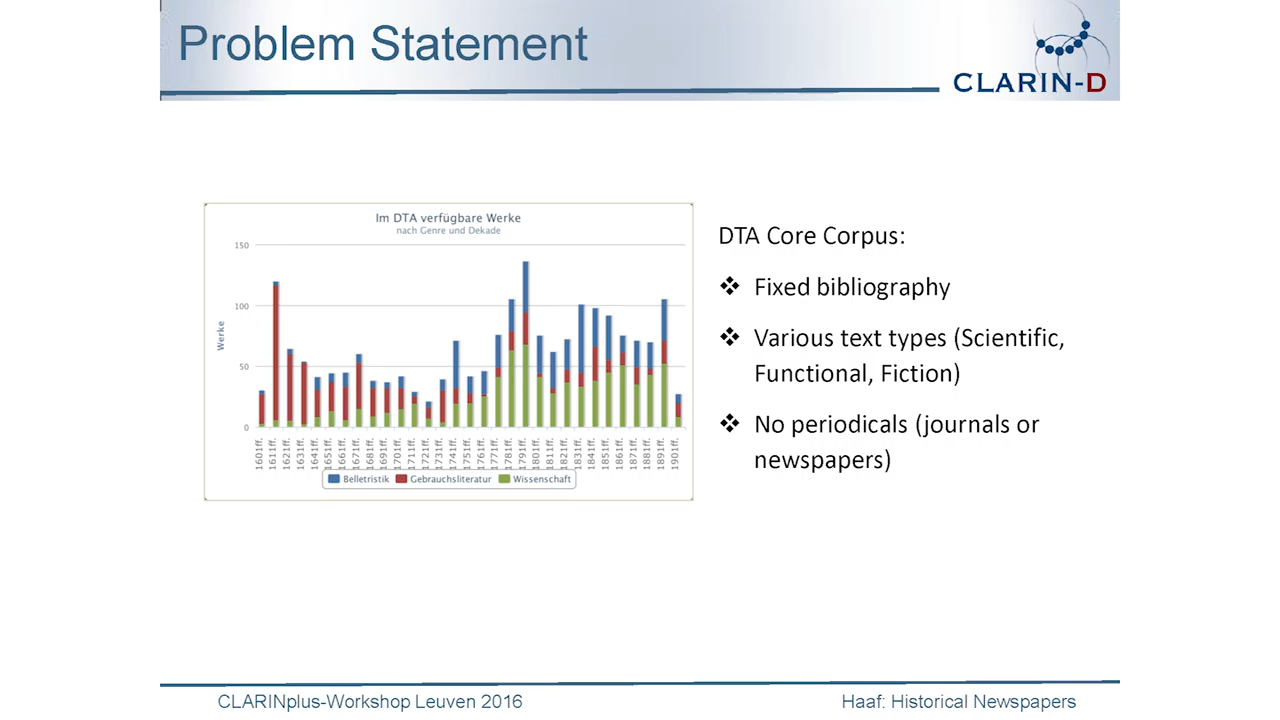 Problem Statement
CLARIN-D
Im DTA verfügbare Werke
nach Genre und Dekade
Werke
150
100
50
0
1601ff.
1611ff.
1621ff.
1631ff.
1641ff.
1651ff.
1661ff.
1671ff.
1681ff.
1691ff.
1701ff.
1711ff.
1721ff.
1731ff.
1741ff.
1751ff.
1761ff.
1771ff.
1781ff.
1791ff.
1801ff.
1811ff.
1821ff.
1831ff.
1841ff.
1851ff.
1861ff.
1871ff.
1881ff.
1891ff.
1901ff.
Belletristik Gebrauchsliteratur Wissenschaft
DTA Core Corpus:
❖ Fixed bibliography
❖ Various text types (Scientific,
Functional, Fiction)
❖ No periodicals (journals or
newspapers)
CLARINplus-Workshop Leuven 2016
Haaf: Historical Newspapers